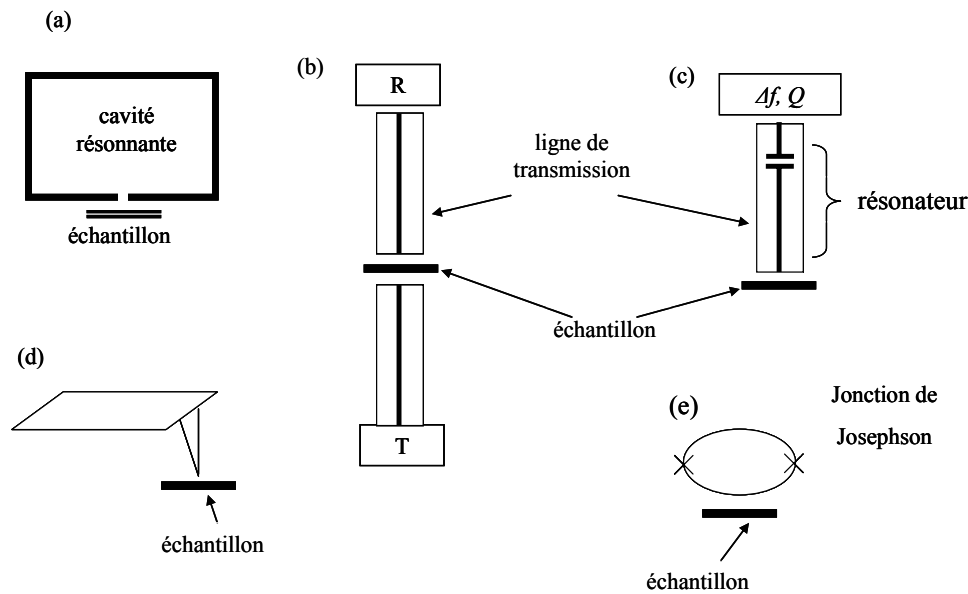 (a)
cavité
résonnante
échantillon
(b)
R
ligne de
transmission
T
(c)
Δf, Q
résonateur
échantillon
(d)
échantillon
(e)
Jonction de
Josephson
échantillon